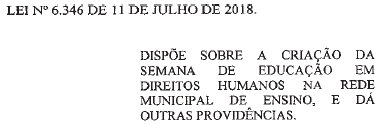 LEI Nº 6.346 DE 11 DE JULHO DE 2018.
DISPÕE SOBRE A CRIAÇÃO DA
SEMANA DE EDUCAÇÃO EM
DIREITOS HUMANOS NA REDE
MUNICIPAL DE ENSINO, E DÁ
OUTRAS PROVIDÊNCIAS.